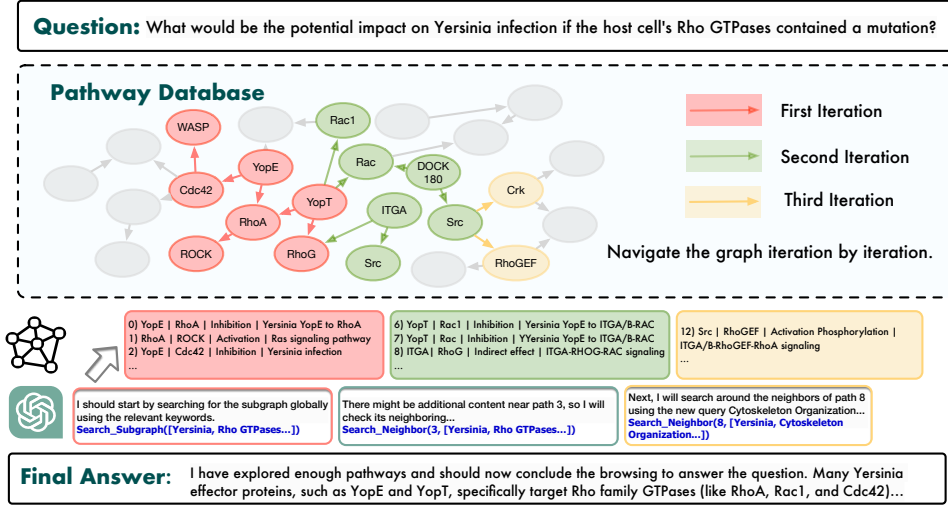 Question: What would be the potential impact on Yersinia infection if the host cell's Rho GTPases contained a mutation?
Pathway Database
WASP
Rac1
First Iteration
YopE
Rac
DOCK
180
Second Iteration
Cdc42
Crk
YopT
Third Iteration
RhoA
ITGA
Src
ROCK
RhoG
Src
RhoGEF
Navigate the graph iteration by iteration.
0) YopE | RhoA | Inhibition | Yersinia YopE to RhoA
1) RhoA | ROCK | Activation | Ras signaling pathway
2) YopE | Cdc42 | Inhibition | Yersinia infection
...
6) YopT | Rac1 | Inhibition | Yersinia YopE to ITGA/B-RAC
7) YopT | Rac | Inhibition | YYersinia YopE to ITGA/B-RAC
8) ITGA| RhoG | Indirect effect | ITGA-RHOG-RAC signaling
...
12) Src | RhoGEF | Activation Phosphorylation |
ITGA/B-RhoGEF-RhoA signaling
...
I should start by searching for the subgraph globally
using the relevant keywords.
Search_Subgraph([Yersinia, Rho GTPases...])
There might be additional content near path 3, so I will
check its neighboring...
Search_Neighbor(3, [Yersinia, Rho GTPases...])
Next, I will search around the neighbors of path 8
using the new query Cytoskeleton Organization...
Search_Neighbor(8, [Yersinia, Cytoskeleton
Organization...])
Final Answer: I have explored enough pathways and should now conclude the browsing to answer the question. Many Yersinia
effector proteins, such as YopE and YopT, specifically target Rho family GTPases (like RhoA, Rac1, and Cdc42)...